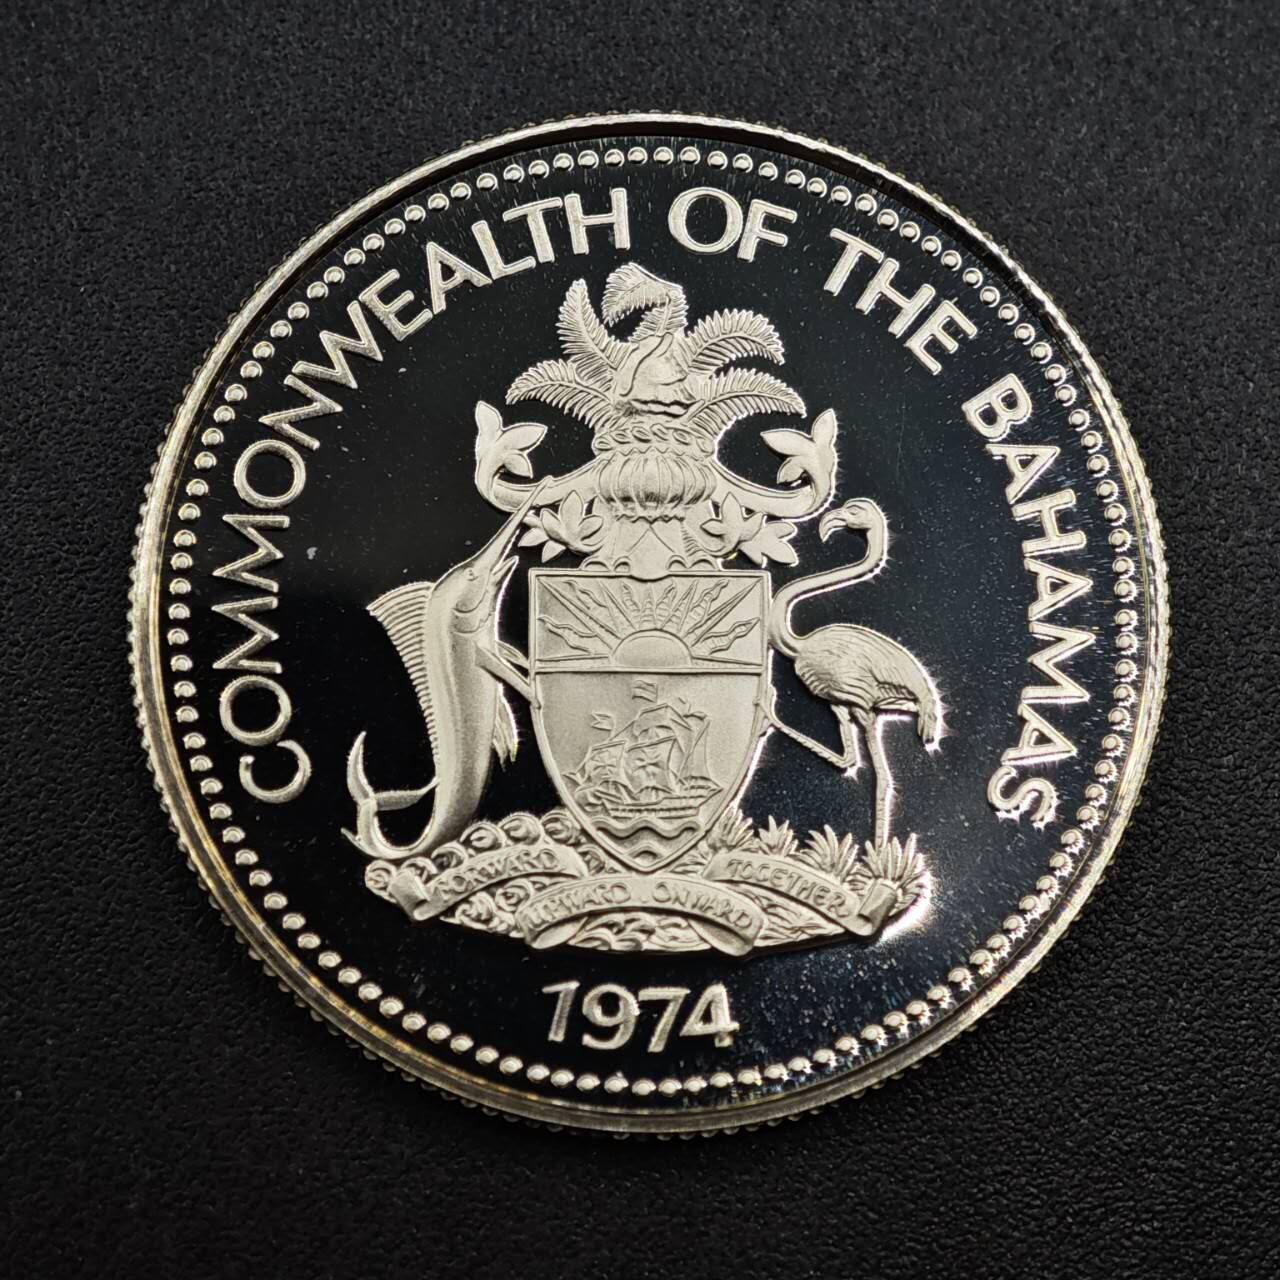 COMMONWEALTH OF THE BAHAMAS
FORWARD UPWARD ONWARD TOGETHER
1974